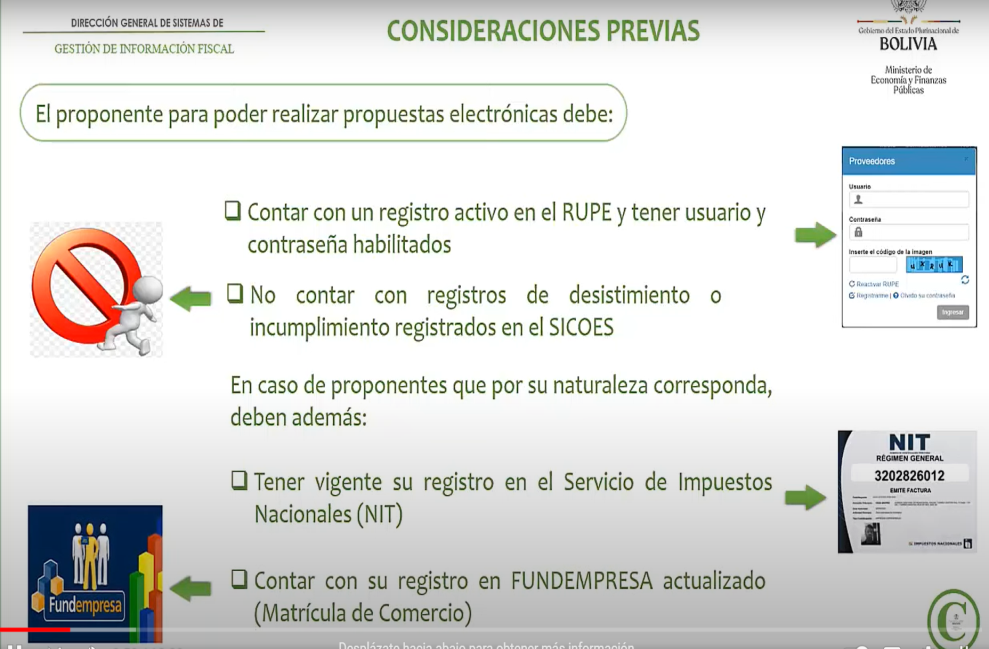 DIRECCIÓN GENERAL DE SISTEMAS DE
GESTIÓN DE INFORMACIÓN FISCAL
CONSIDERACIONES PREVIAS
Gobierno del Estado Plurinacional de
BOLIVIA
Ministerio de
Economía y Finanzas
Públicas
El proponente para poder realizar propuestas electrónicas debe:
Contar con un registro activo en el RUPE y tener usuario y
contraseña habilitados
Proveedores
Usuario
Contraseña
Inserte el código de la imagen
Reactivar RUPE
Registrarme | Olvido su contraseña
Ingresar
No contar con registros de desistimiento o
incumplimiento registrados en el SICOES
En caso de proponentes que por su naturaleza corresponda,
deben además:
Tener vigente su registro en el Servicio de Impuestos
Nacionales (NIT)
NIT
RÉGIMEN GENERAL
3202826012
EMITE FACTURA
IMPUESTOS NACIONALES
Contar con su registro en FUNDEMPRESA actualizado
(Matrícula de Comercio)
Fundempresa
C
Desplázate hacia abajo para obtener más información